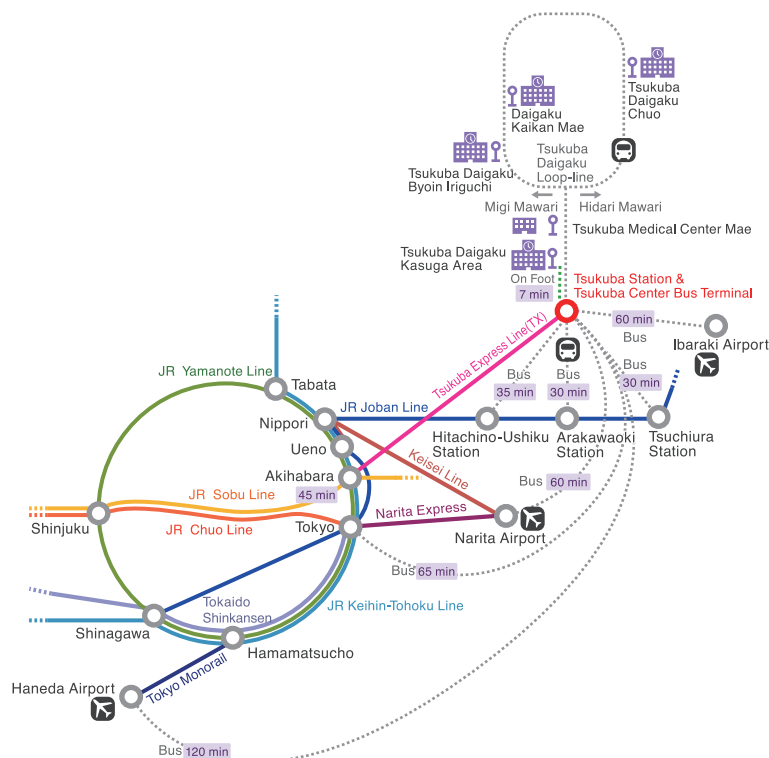 Tsukuba
Daigaku
Chuo
Daigaku
Kaikan Mae
Tsukuba Daigaku
Byoin Iriguchi
Tsukuba
Daigaku
Loop-line
Migi Mawari
Hidari Mawari
Tsukuba Medical Center Mae
Tsukuba Daigaku
Kasuga Area
On Foot
7 min
Tsukuba Station &
Tsukuba Center Bus Terminal
60 min
Bus
Ibaraki Airport
Tsukuba Express Line(TX)
Bus
35 min
Bus
30 min
Bus
30 min
JR Yamanote Line
Tabata
Nippori
JR Joban Line
Hitachino-Ushiku
Station
Arakawaoki
Station
Tsuchiura
Station
Ueno
Keisei Line
Akihabara
45 min
JR Sobu Line
Bus
60 min
Shinjuku
JR Chuo Line
Tokyo
Narita Express
Narita Airport
Bus
65 min
Tokaido
Shinkansen
JR Keihin-Tohoku Line
Shinagawa
Hamamatsucho
Tokyo Monorail
Haneda Airport
Bus
120 min